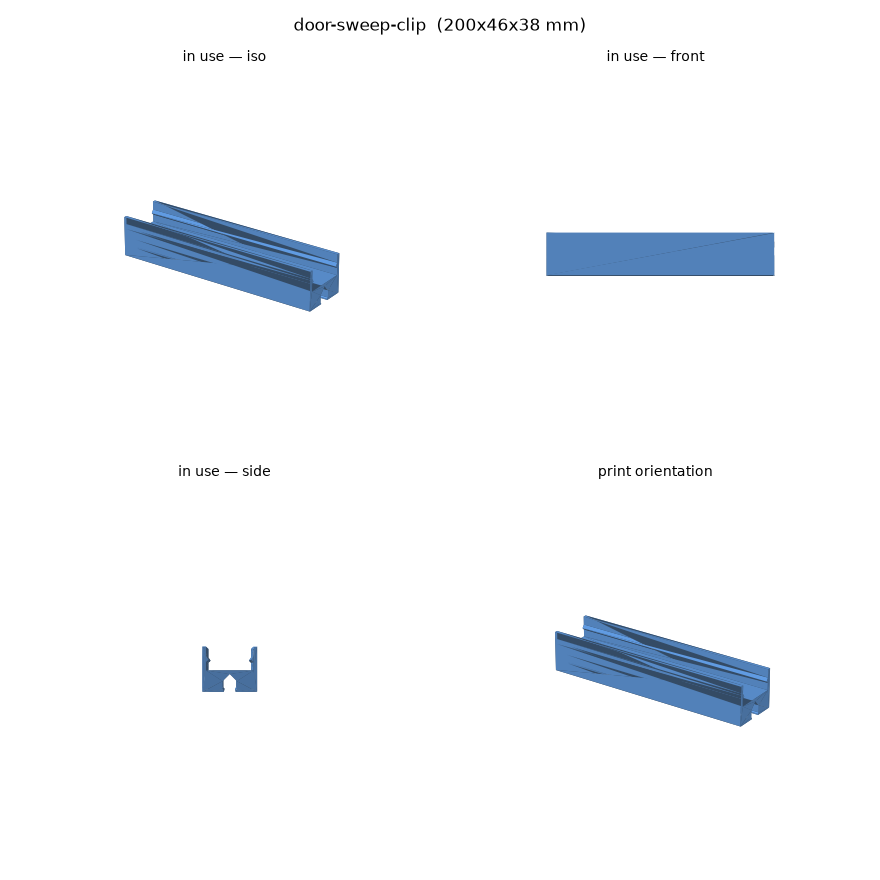 door-sweep-clip  (200x46x38 mm)
in use — iso
in use — front
in use — side
print orientation